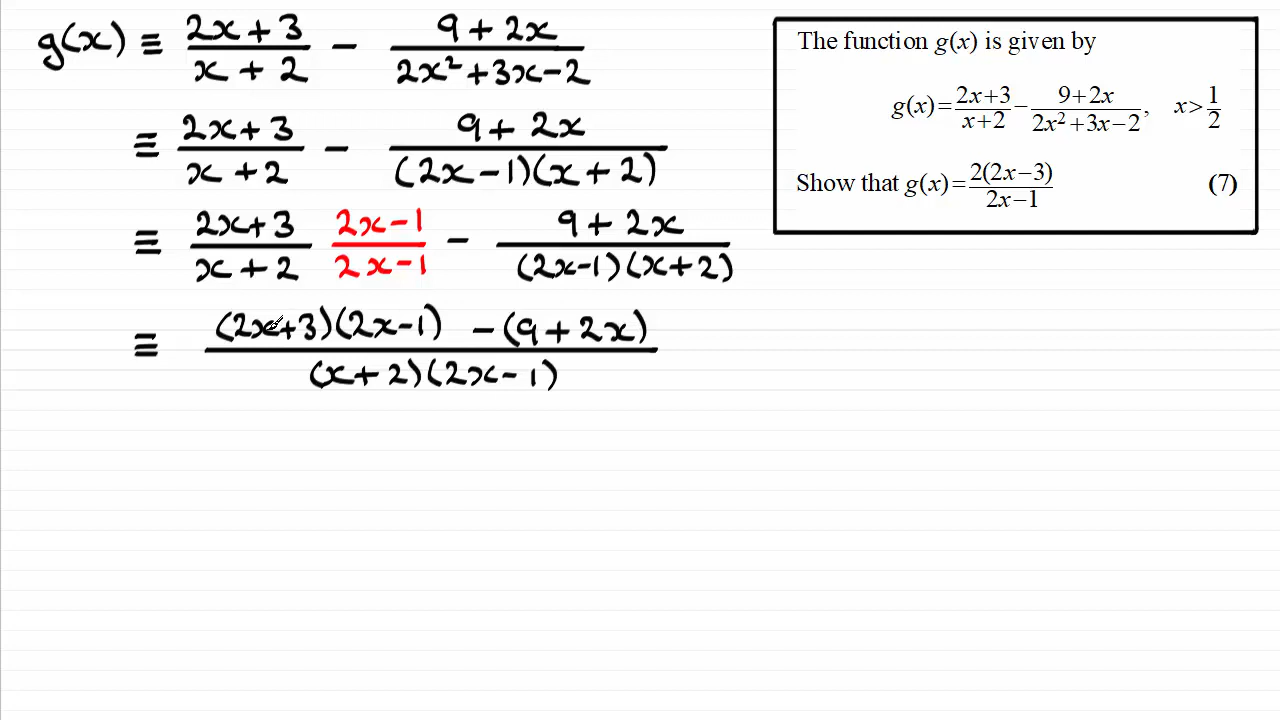 g(x) ≡ (2x + 3)/(x + 2) − (9 + 2x)/(2x² + 3x − 2)
≡ (2x + 3)/(x + 2) − (9 + 2x)/((2x − 1)(x + 2))
≡ (2x + 3)/(x + 2) (2x − 1)/(2x − 1) − (9 + 2x)/((2x − 1)(x + 2))
≡ ((2x + 3)(2x − 1) − (9 + 2x))/((x + 2)(2x − 1))
The function g(x) is given by
g(x) = (2x+3)/(x+2) − (9+2x)/(2x²+3x−2), x > 1/2
Show that g(x) = 2(2x−3)/(2x−1) (7)